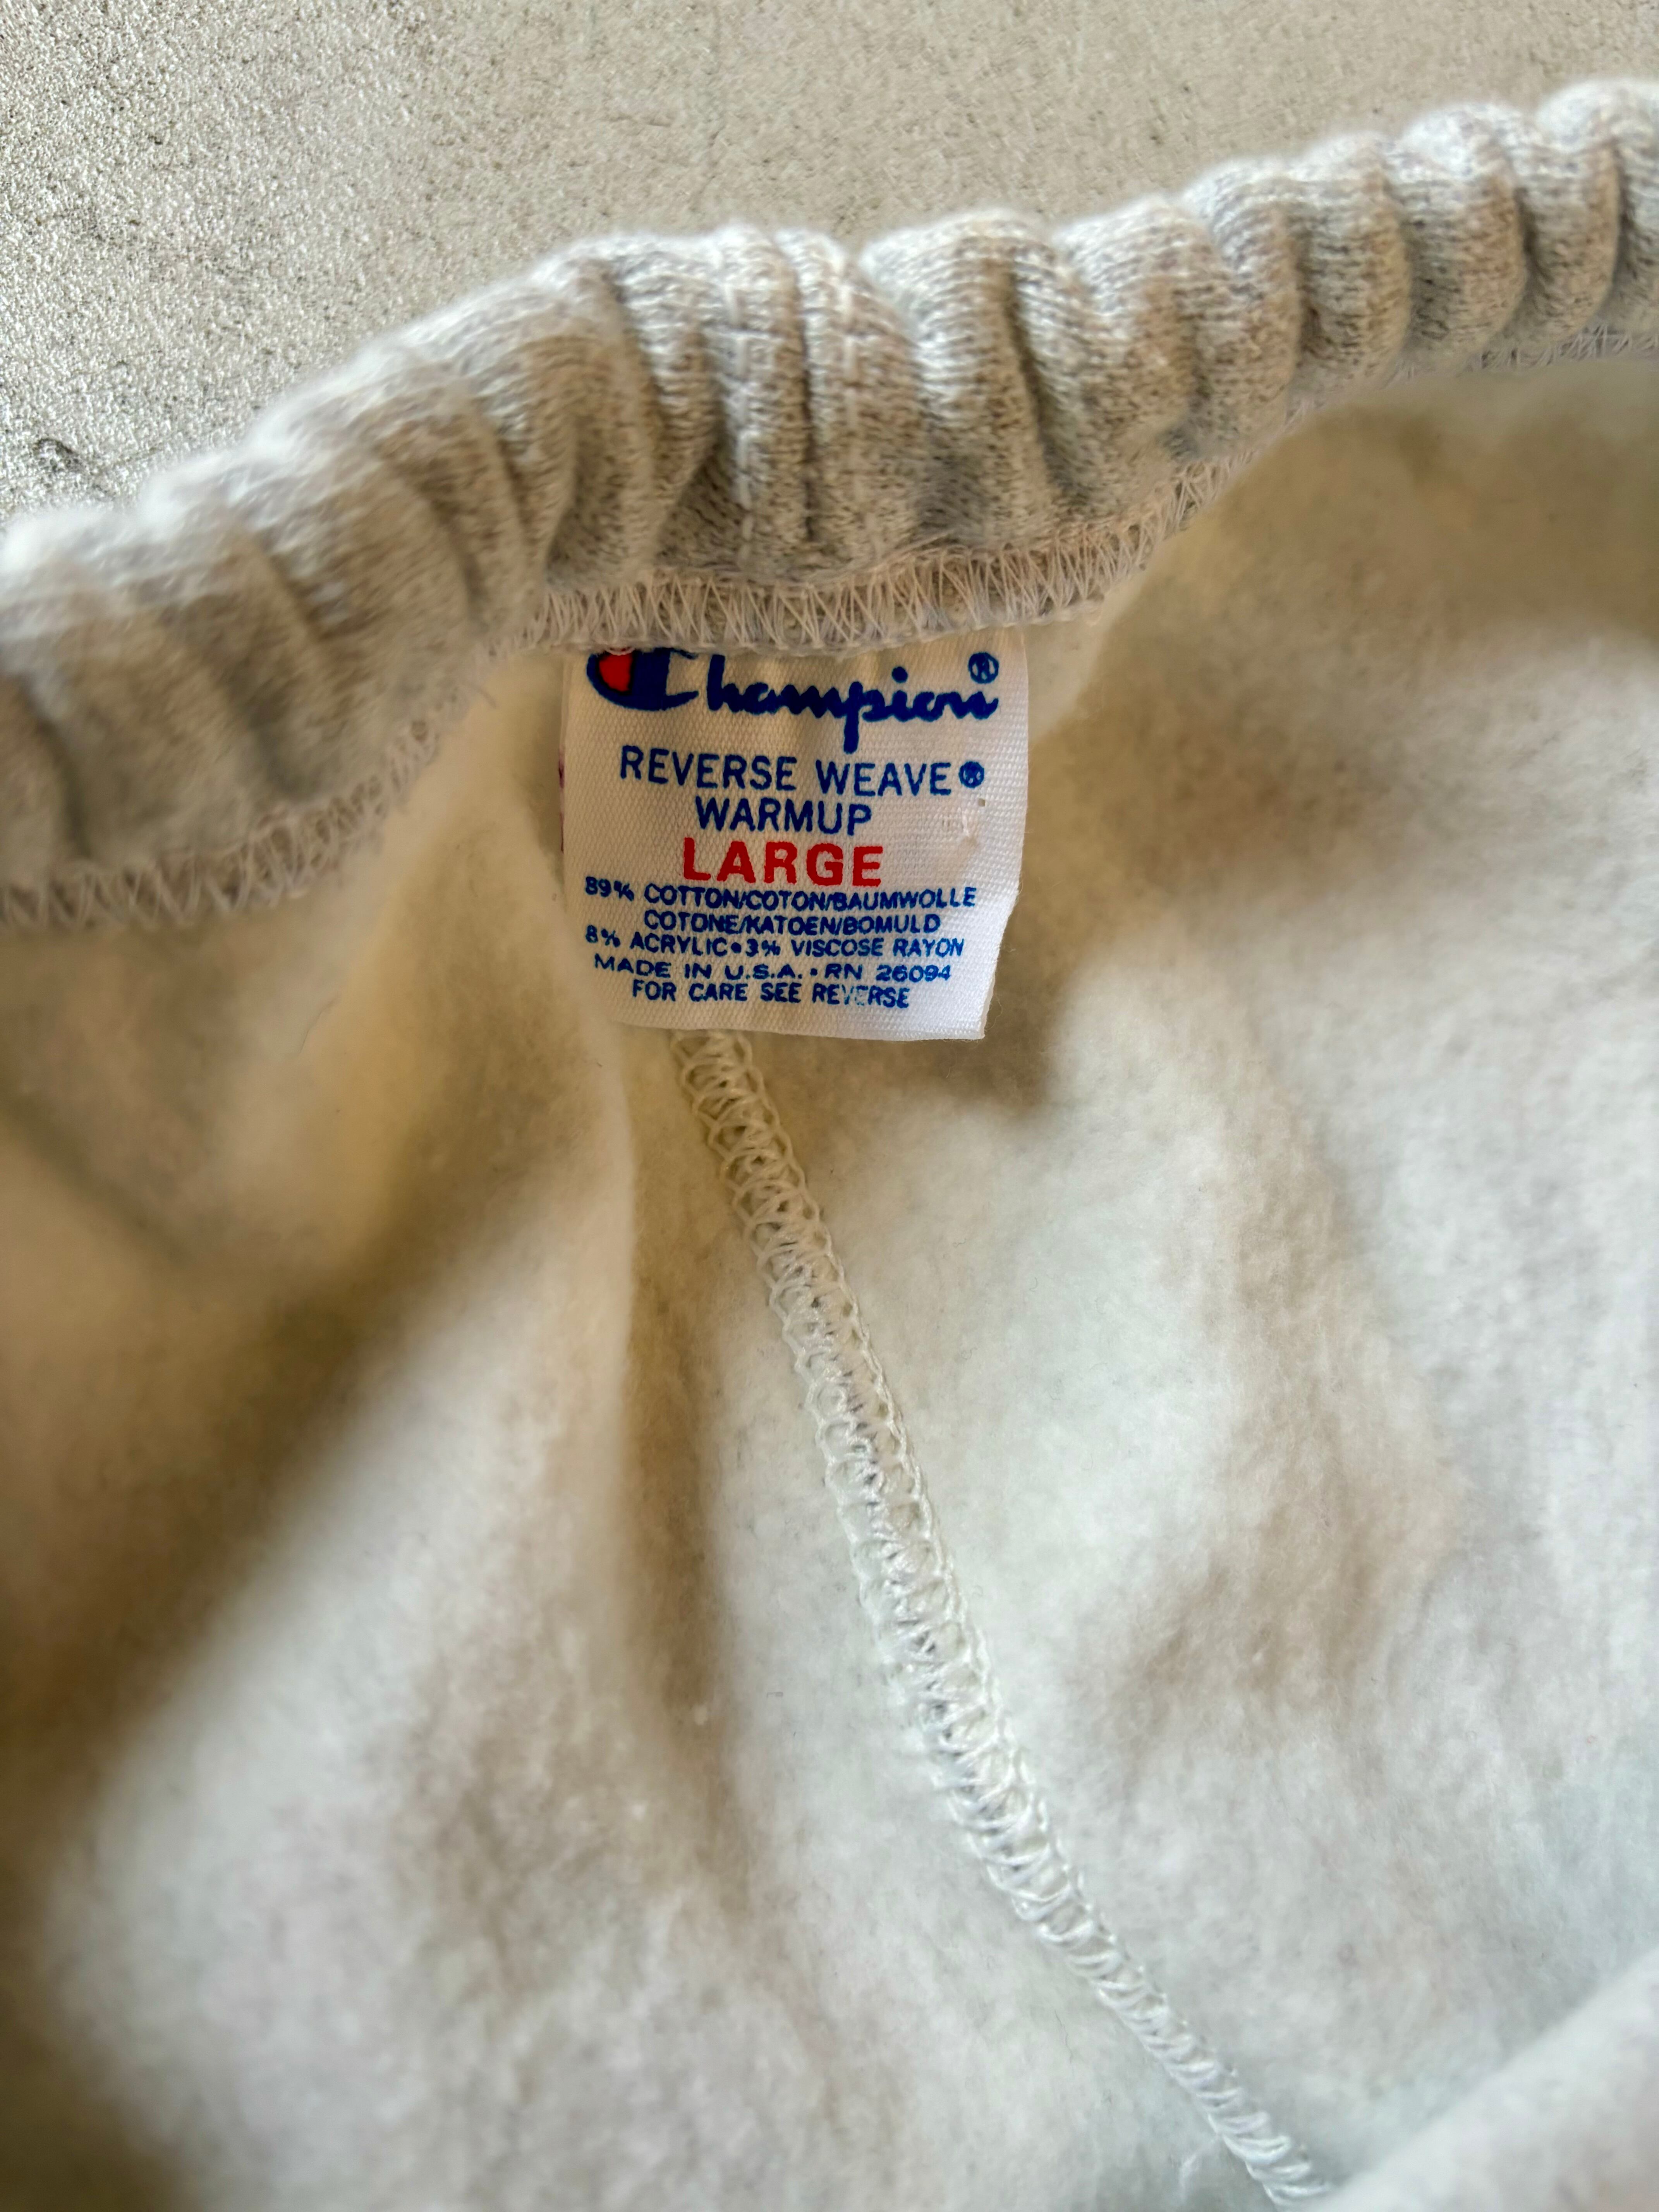 Champion®
REVERSE WEAVE®
WARMUP
LARGE
89% COTTON/COTON/BAUMWOLLE
COTONE/KATOEN/BOMULD
8% ACRYLIC•3% VISCOSE RAYON
MADE IN U.S.A. • RN 26094
FOR CARE SEE REVERSE